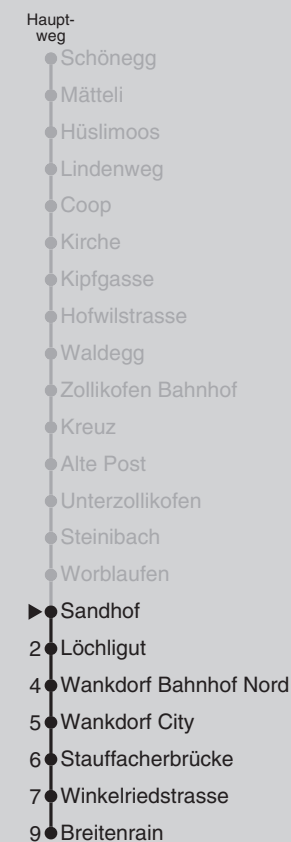 Haupt-
weg
Schönegg
Mätteli
Hüslimoos
Lindenweg
Coop
Kirche
Kipfgasse
Hofwilstrasse
Waldegg
Zollikofen Bahnhof
Kreuz
Alte Post
Unterzollikofen
Steinibach
Worblaufen
Sandhof
2 Löchligut
4 Wankdorf Bahnhof Nord
5 Wankdorf City
6 Stauffacherbrücke
7 Winkelriedstrasse
9 Breitenrain